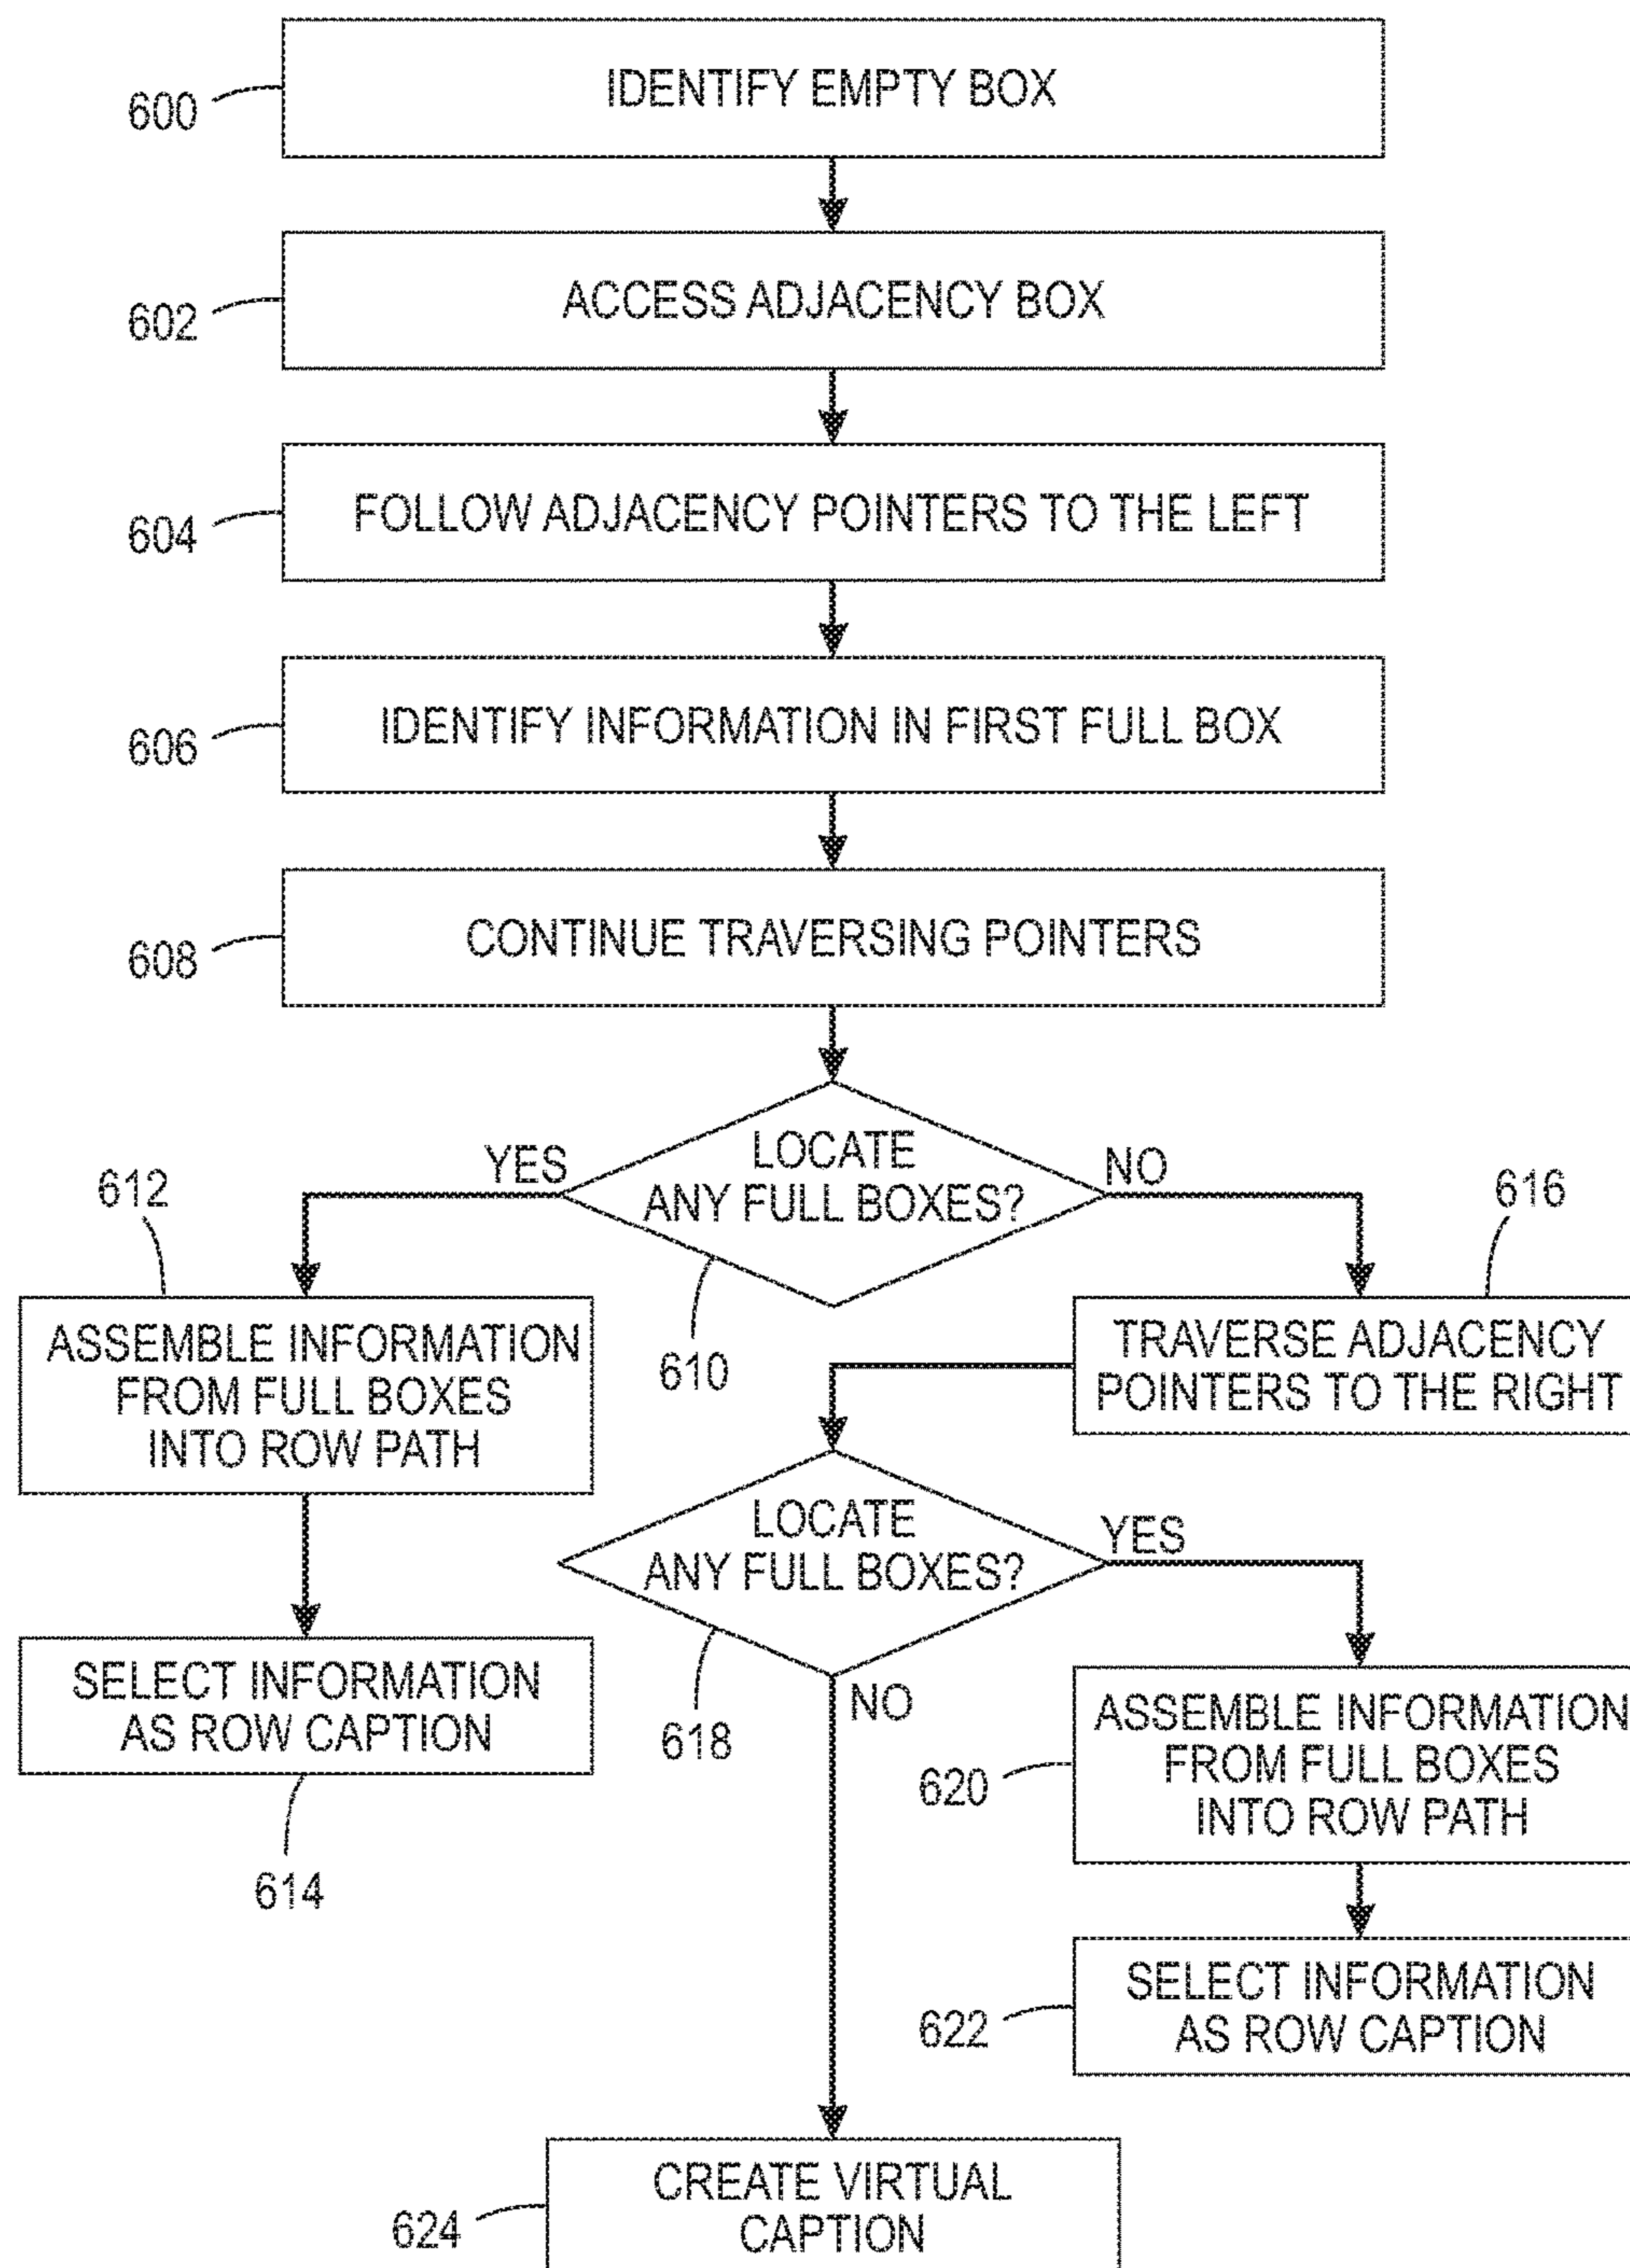 IDENTIFY EMPTY BOX
600
ACCESS ADJACENCY BOX
602
FOLLOW ADJACENCY POINTERS TO THE LEFT
604
IDENTIFY INFORMATION IN FIRST FULL BOX
606
CONTINUE TRAVERSING POINTERS
608
YES
LOCATE
ANY FULL BOXES?
NO
612
616
610
ASSEMBLE INFORMATION
FROM FULL BOXES
INTO ROW PATH
TRAVERSE ADJACENCY
POINTERS TO THE RIGHT
LOCATE
ANY FULL BOXES?
YES
NO
618
SELECT INFORMATION
AS ROW CAPTION
614
ASSEMBLE INFORMATION
FROM FULL BOXES
INTO ROW PATH
620
SELECT INFORMATION
AS ROW CAPTION
622
CREATE VIRTUAL
CAPTION
624